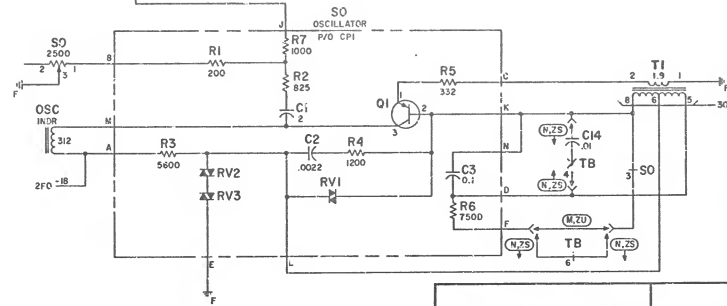 SO
OSCILLATOR
P/O CP1
J
R7
1000
SO
2500
2
3
1
F
B
R1
200
R2
825
C1
2
Q1
1
2
3
R5
332
C
2
T1
1.9
1
F
8
6
5
30
OSC
INDR
312
M
A
2F0
-18
R3
5600
RV2
RV3
C2
.0022
R4
1200
RV1
K
N
C3
0.1
D
R6
7500
F
N,ZS
C14
.01
TB
4
N,ZS
3
SO
M,ZU
N,ZS
TB
6
N,ZS
E
L
F